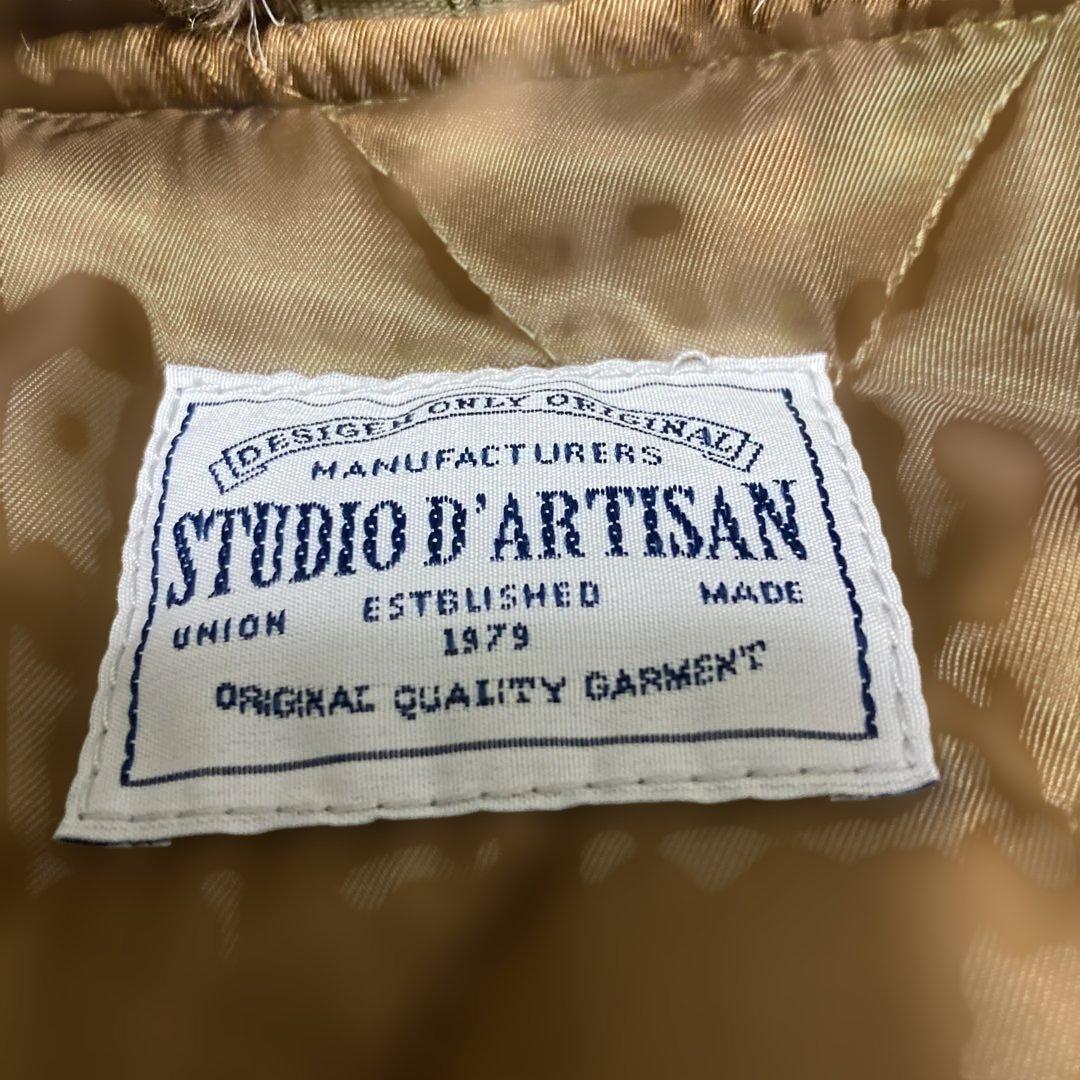 DESIGEN ONLY ORIGINAL
MANUFACTURERS
STUDIO D'ARTISAN
UNION ESTBLISHED MADE
1979
ORIGINAL QUALITY GARMENT